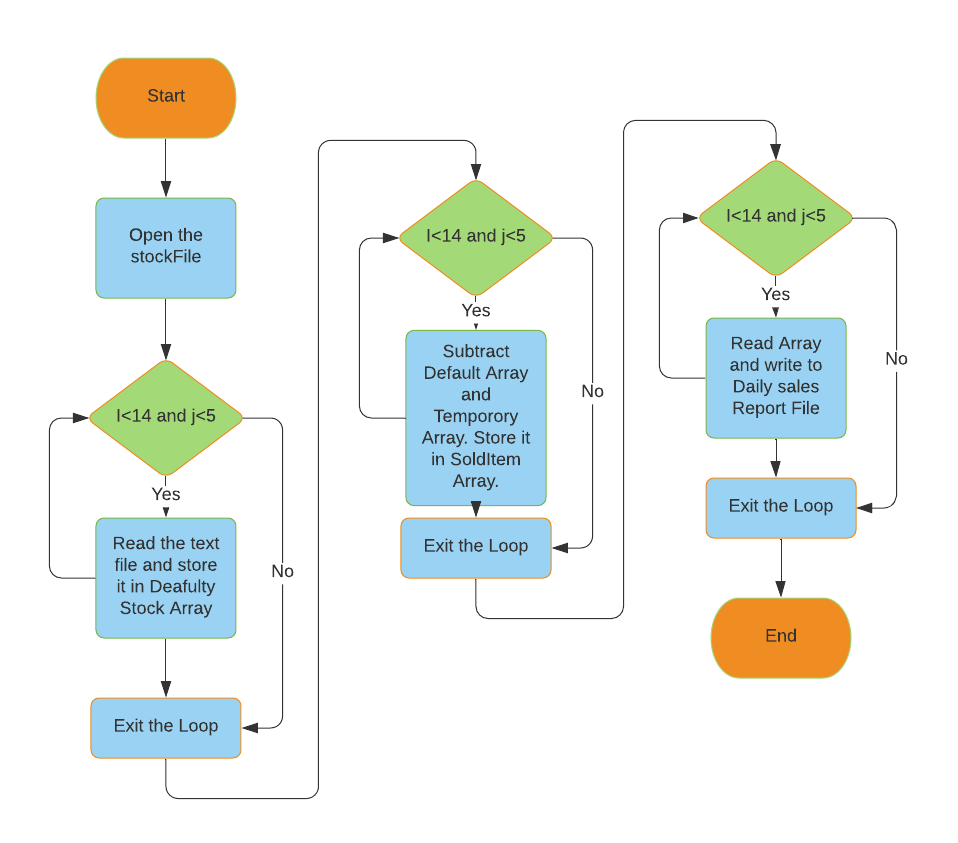 Start
Open the
stockFile
I<14 and j<5
Yes
Read the text
file and store
it in Deafulty
Stock Array
No
Exit the Loop
I<14 and j<5
Yes
Subtract
Default Array
and
Temporory
Array. Store it
in SoldItem
Array.
No
Exit the Loop
I<14 and j<5
Yes
Read Array
and write to
Daily sales
Report File
No
Exit the Loop
End